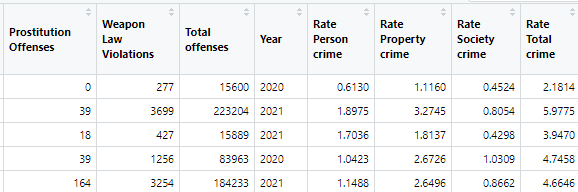 Prostitution Offenses Weapon Law Violations Total offenses Year Rate Person crime Rate Property crime Rate Society crime Rate Total crime
0 277 15600 2020 0.6130 1.1160 0.4524 2.1814
39 3699 223204 2021 1.8975 3.2745 0.8054 5.9775
18 427 15889 2021 1.7036 1.8137 0.4298 3.9470
39 1256 83963 2020 1.0423 2.6726 1.0309 4.7458
164 3254 184233 2021 1.1488 2.6496 0.8662 4.6646